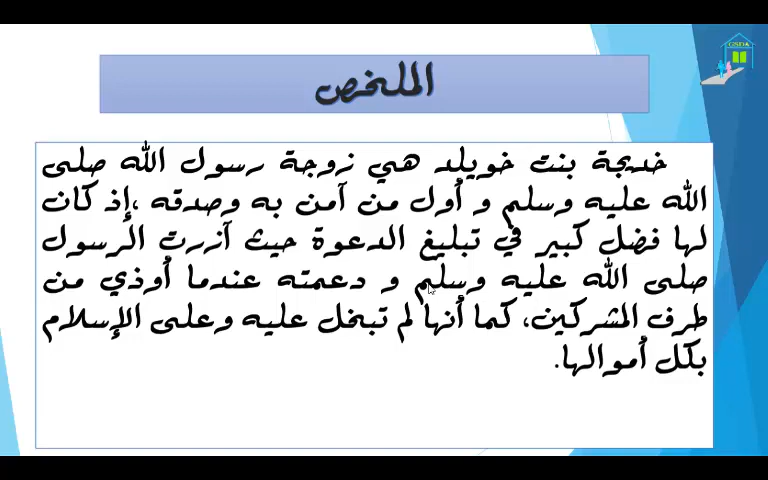 GSDA
الملخص
خديجة بنت خويلد هي زوجة رسول الله صلى
الله عليه وسلم و أول من آمن به وصدقه ،إذ كان
لها فضل كبير في تبليغ الدعوة حيث آزرت الرسول
صلى الله عليه وسلم و دعمته عندما أوذي من
طرف المشركين، كما أنها لم تبخل عليه وعلى الإسلام
بكل أموالها.